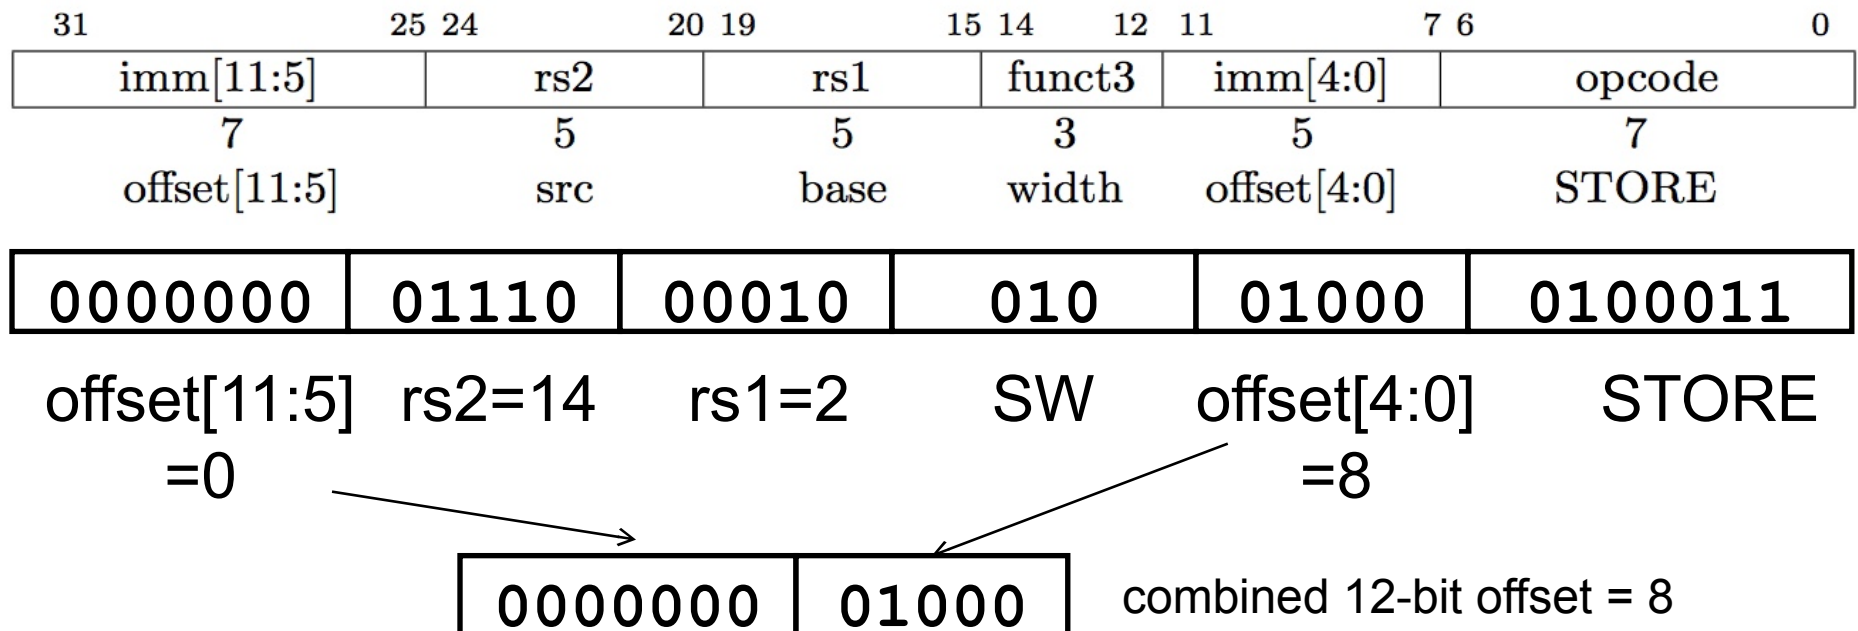 31 25 24 20 19 15 14 12 11 7 6 0
imm[11:5] rs2 rs1 funct3 imm[4:0] opcode
7 5 5 3 5 7
offset[11:5] src base width offset[4:0] STORE
0000000 01110 00010 010 01000 0100011
offset[11:5] rs2=14 rs1=2 SW offset[4:0] STORE
=0 =8
0000000 01000 combined 12-bit offset = 8